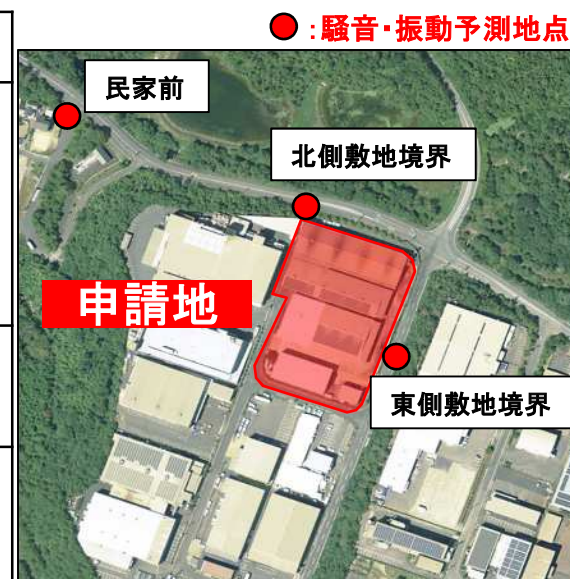 ●:騒音・振動予測地点
民家前
北側敷地境界
申請地
東側敷地境界